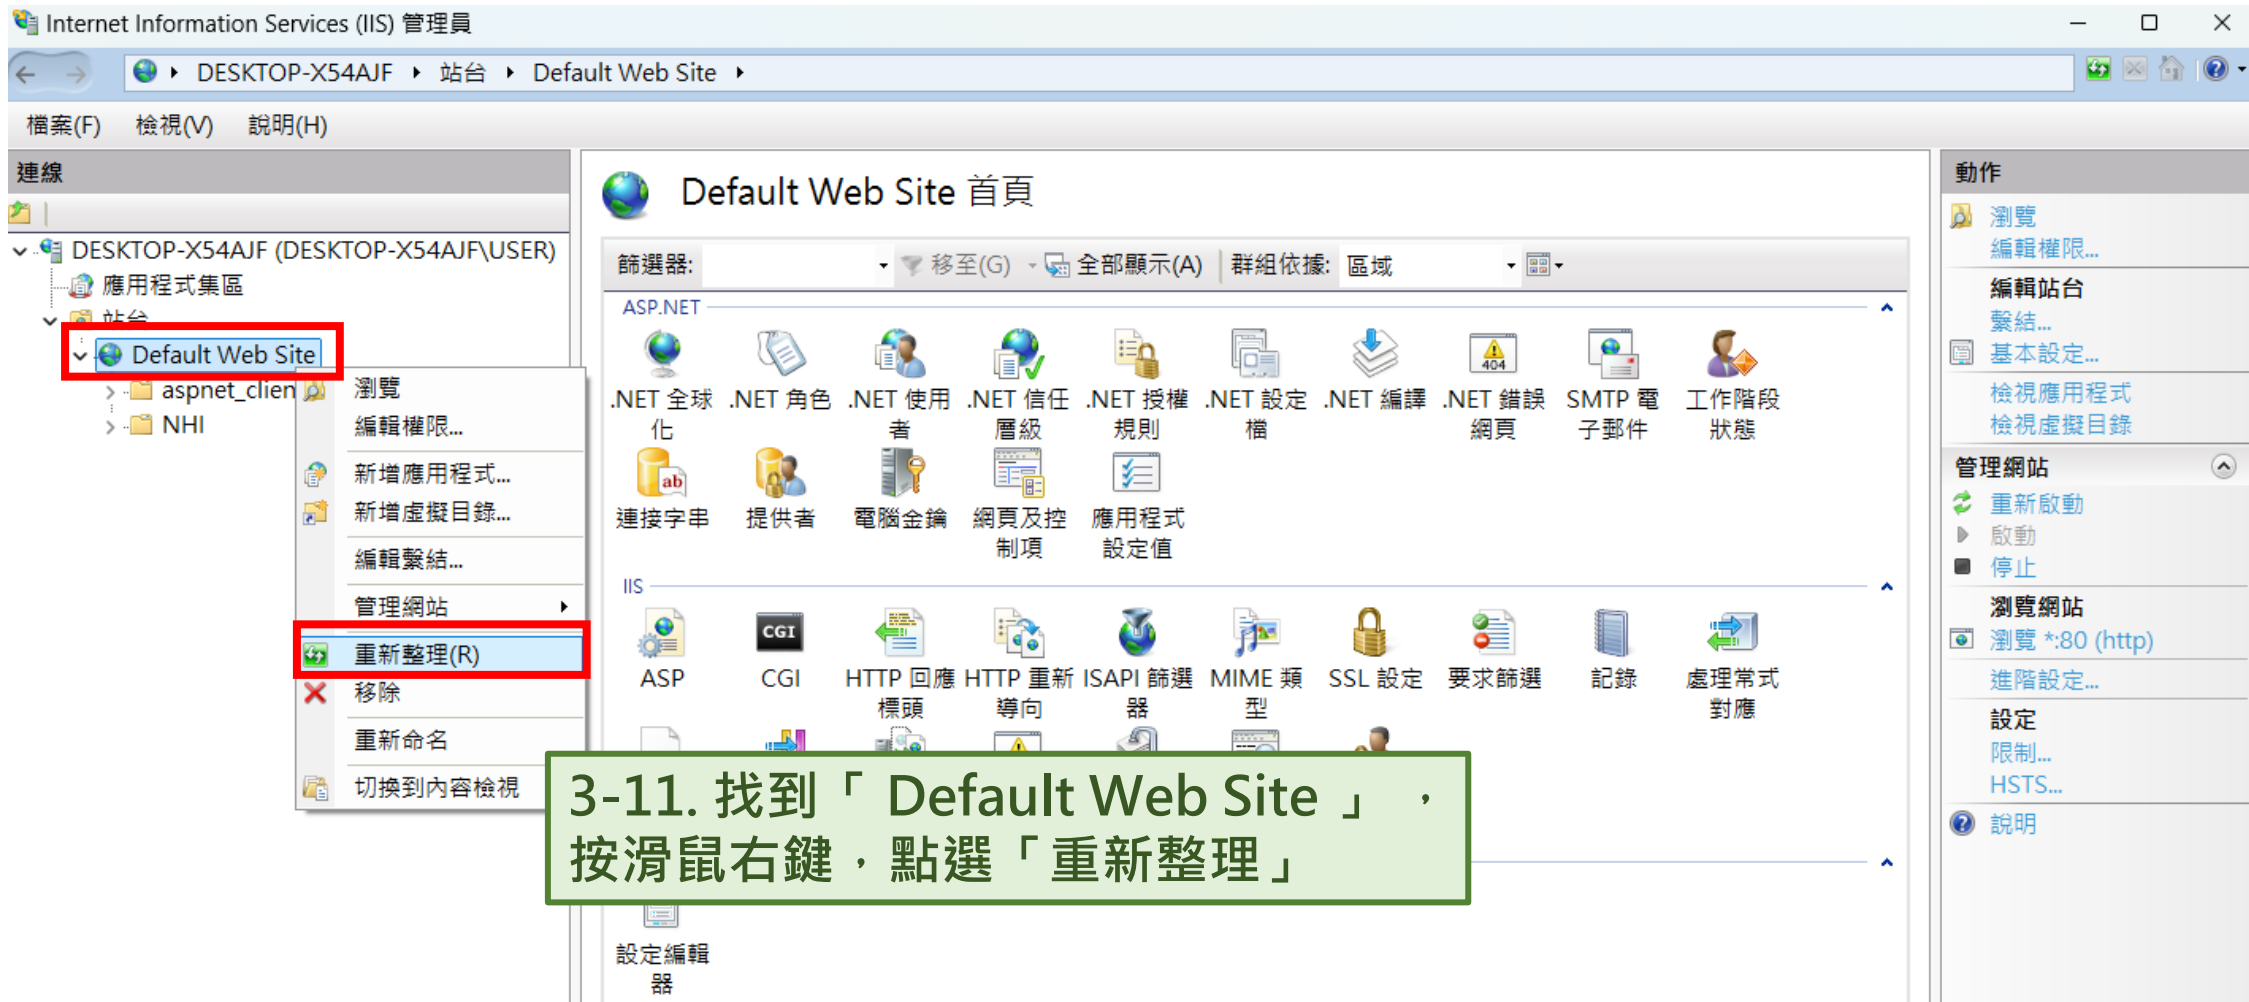 Internet Information Services (IIS) 管理員
DESKTOP-X54AJF 站台 Default Web Site
檔案(F) 檢視(V) 說明(H)
連線
DESKTOP-X54AJF (DESKTOP-X54AJF\USER)
應用程式集區
站台
Default Web Site
aspnet_clien
NHI
瀏覽
編輯權限...
新增應用程式...
新增虛擬目錄...
編輯繫結...
管理網站
重新整理(R)
移除
重新命名
切換到內容檢視
Default Web Site 首頁
篩選器: 移至(G) 全部顯示(A) 群組依據: 區域
ASP.NET
.NET 全球 .NET 角色 .NET 使用 .NET 信任 .NET 授權 .NET 設定 .NET 編譯 .NET 錯誤 SMTP 電 工作階段
化 者 層級 規則 檔 網頁 子郵件 狀態
連接字串 提供者 電腦金鑰 網頁及控 應用程式
制項 設定值
IIS
ASP CGI HTTP 回應 HTTP 重新 ISAPI 篩選 MIME 類 SSL 設定 要求篩選 記錄 處理常式
標頭 導向 器 型 對應
3-11. 找到「 Default Web Site 」，
按滑鼠右鍵，點選「重新整理」
設定編輯
器
動作
瀏覽
編輯權限...
編輯站台
繫結...
基本設定...
檢視應用程式
檢視虛擬目錄
管理網站
重新啟動
啟動
停止
瀏覽網站
瀏覽 *:80 (http)
進階設定...
設定
限制...
HSTS...
說明